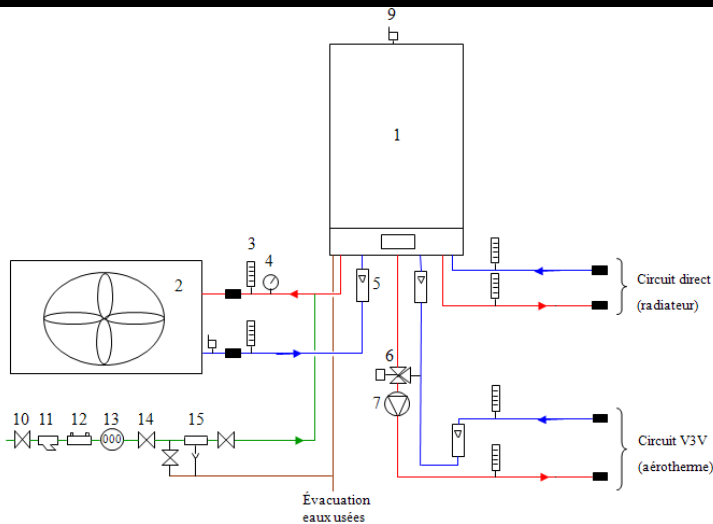 9
1
3
4
2
5
Circuit direct
(radiateur)
6
7
10
11
12
13
14
15
000
Circuit V3V
(aérotherme)
Évacuation
eaux usées